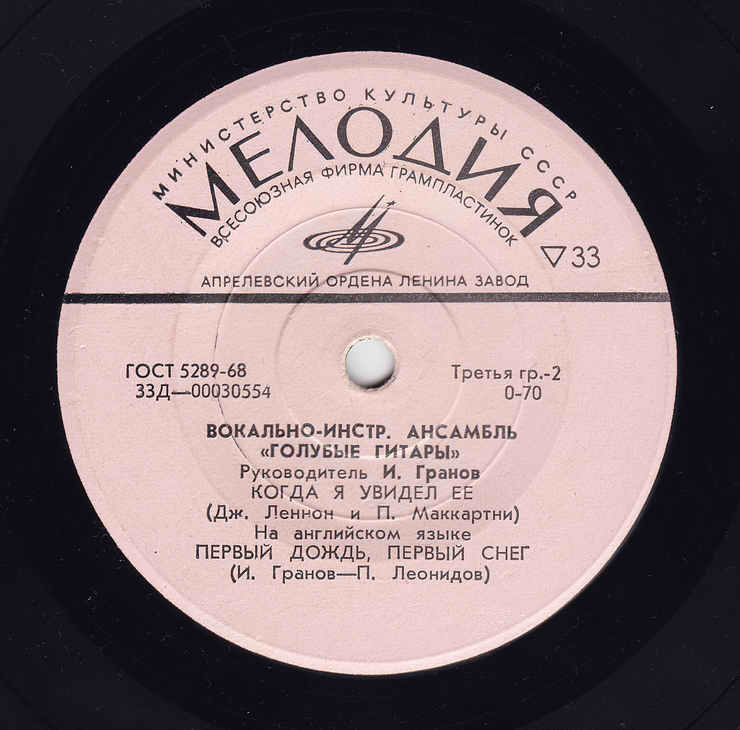 МИНИСТЕРСТВО КУЛЬТУРЫ СССР
МЕЛОДИЯ
ВСЕСОЮЗНАЯ ФИРМА ГРАМПЛАСТИНОК
▽33
АПРЕЛЕВСКИЙ ОРДЕНА ЛЕНИНА ЗАВОД
ГОСТ 5289-68
33Д—00030554
Третья гр.-2
0-70
ВОКАЛЬНО-ИНСТР. АНСАМБЛЬ
«ГОЛУБЫЕ ГИТАРЫ»
Руководитель И. Гранов
КОГДА Я УВИДЕЛ ЕЕ
(Дж. Леннон и П. Маккартни)
На английском языке
ПЕРВЫЙ ДОЖДЬ, ПЕРВЫЙ СНЕГ
(И. Гранов—П. Леонидов)